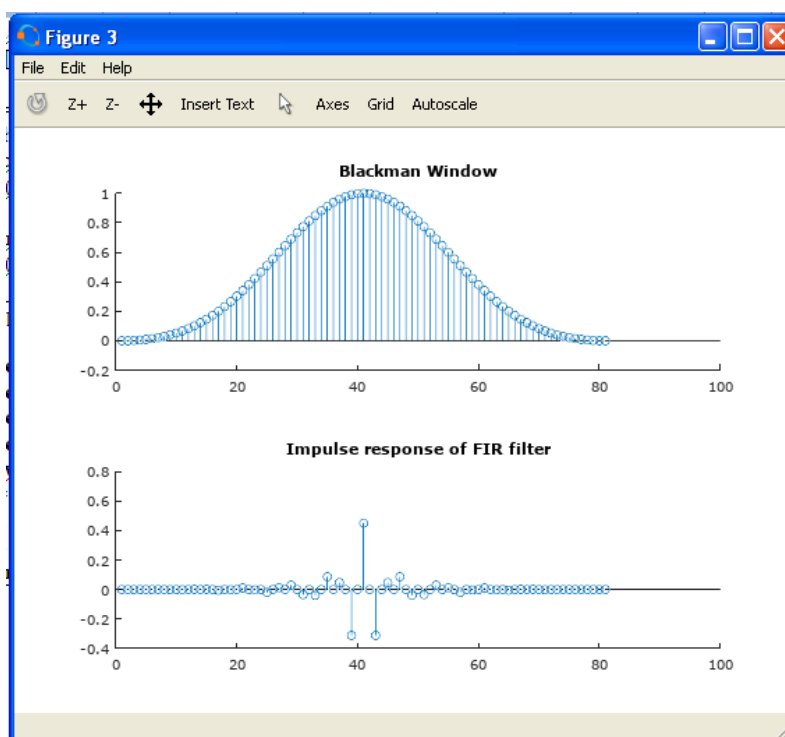 Figure 3
File Edit Help
Z+ Z- Insert Text Axes Grid Autoscale
Blackman Window
1
0.8
0.6
0.4
0.2
0
-0.2
0 20 40 60 80 100
Impulse response of FIR filter
0.8
0.6
0.4
0.2
0
-0.2
-0.4
0 20 40 60 80 100